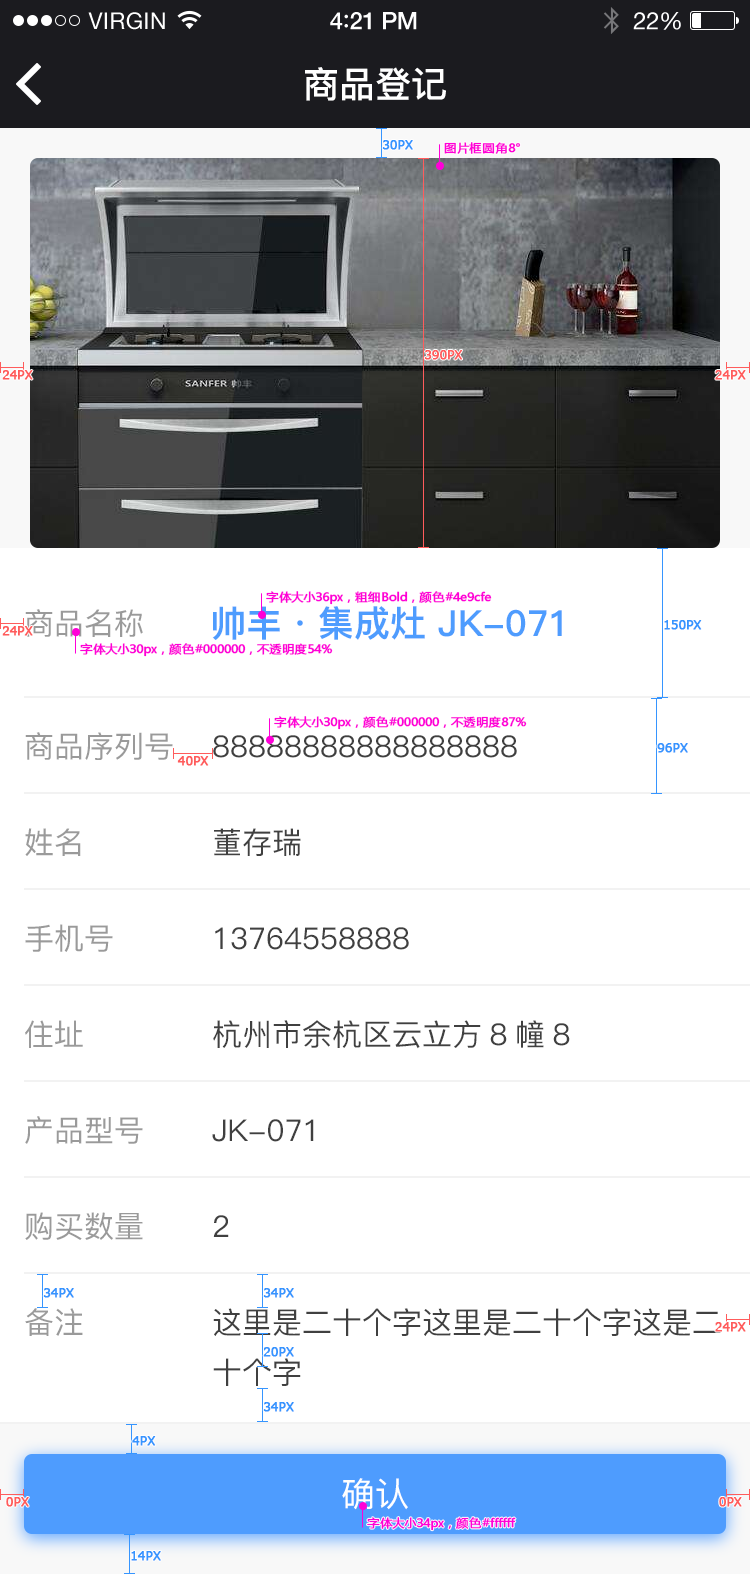 VIRGIN 4:21 PM 22%
商品登记
30PX
图片框圆角8°
390PX
24PX 24PX
SANFER 帅丰
字体大小36px，粗细Bold，颜色#4e9cfe
24PX 商品名称 帅丰·集成灶 JK-071 150PX
字体大小30px，颜色#000000，不透明度54%
字体大小30px，颜色#000000，不透明度87%
商品序列号 40PX 88888888888888888 96PX
姓名 董存瑞
手机号 13764558888
住址 杭州市余杭区云立方 8 幢 8
产品型号 JK-071
购买数量 2
34PX 34PX
备注 这里是二十个字这里是二十个字这是二 24PX
20PX
十个字
34PX
4PX
确认
0PX 0PX
字体大小34px，颜色#ffffff
14PX